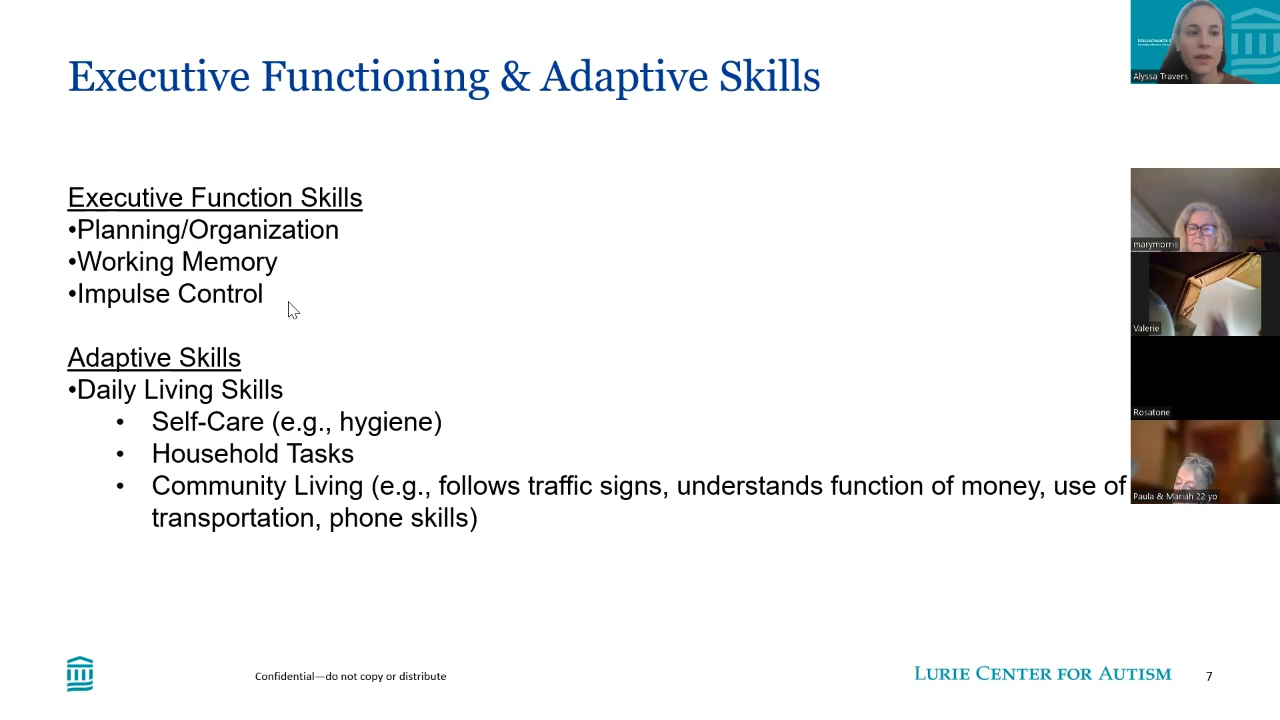 Executive Functioning & Adaptive Skills
Executive Function Skills
•Planning/Organization
•Working Memory
•Impulse Control
Adaptive Skills
•Daily Living Skills
• Self-Care (e.g., hygiene)
• Household Tasks
• Community Living (e.g., follows traffic signs, understands function of money, use of
transportation, phone skills)
Confidential—do not copy or distribute
LURIE CENTER FOR AUTISM
7
Alyssa Travers
marymorris
Valerie
Rosatone
Paula & Mariah 22 yo